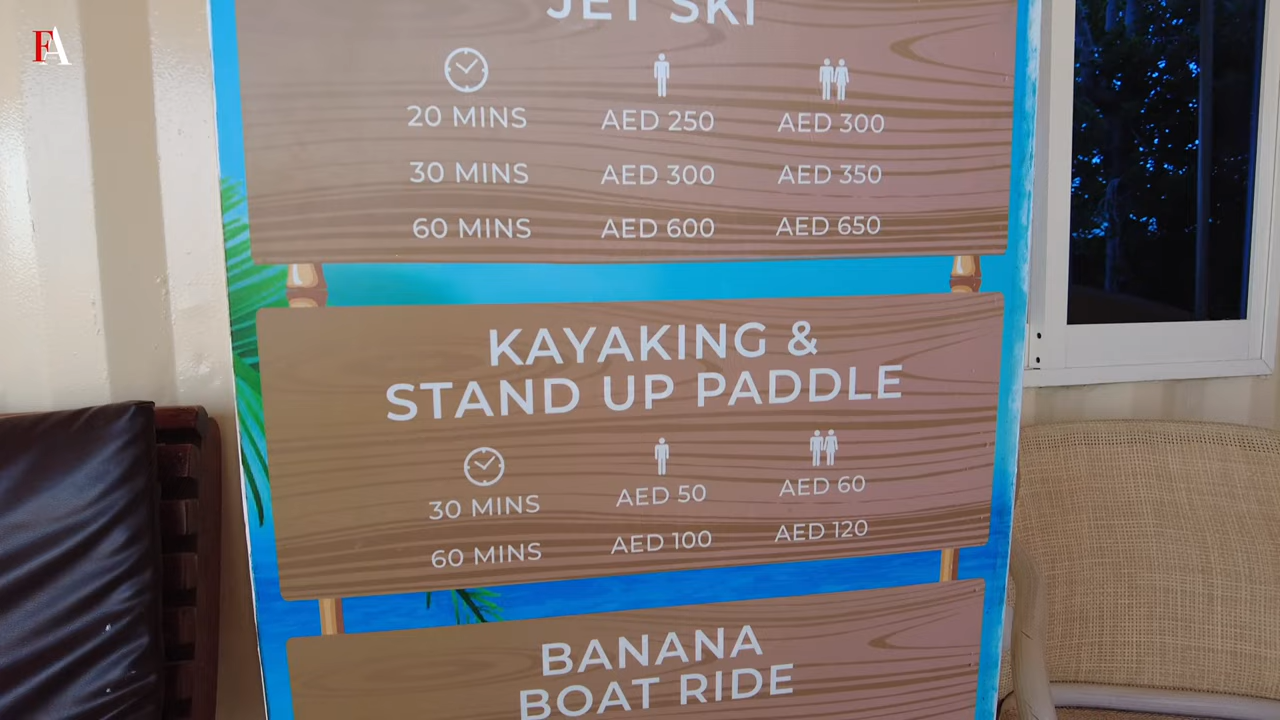 FA
JET SKI
20 MINS AED 250 AED 300
30 MINS AED 300 AED 350
60 MINS AED 600 AED 650
KAYAKING &
STAND UP PADDLE
30 MINS AED 50 AED 60
60 MINS AED 100 AED 120
BANANA
BOAT RIDE